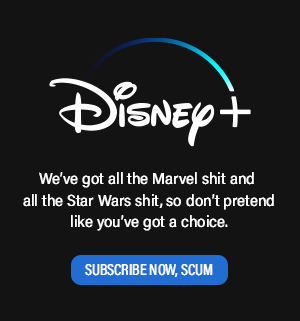 Disney+
We've got all the Marvel shit and
all the Star Wars shit, so don't pretend
like you've got a choice.
SUBSCRIBE NOW, SCUM